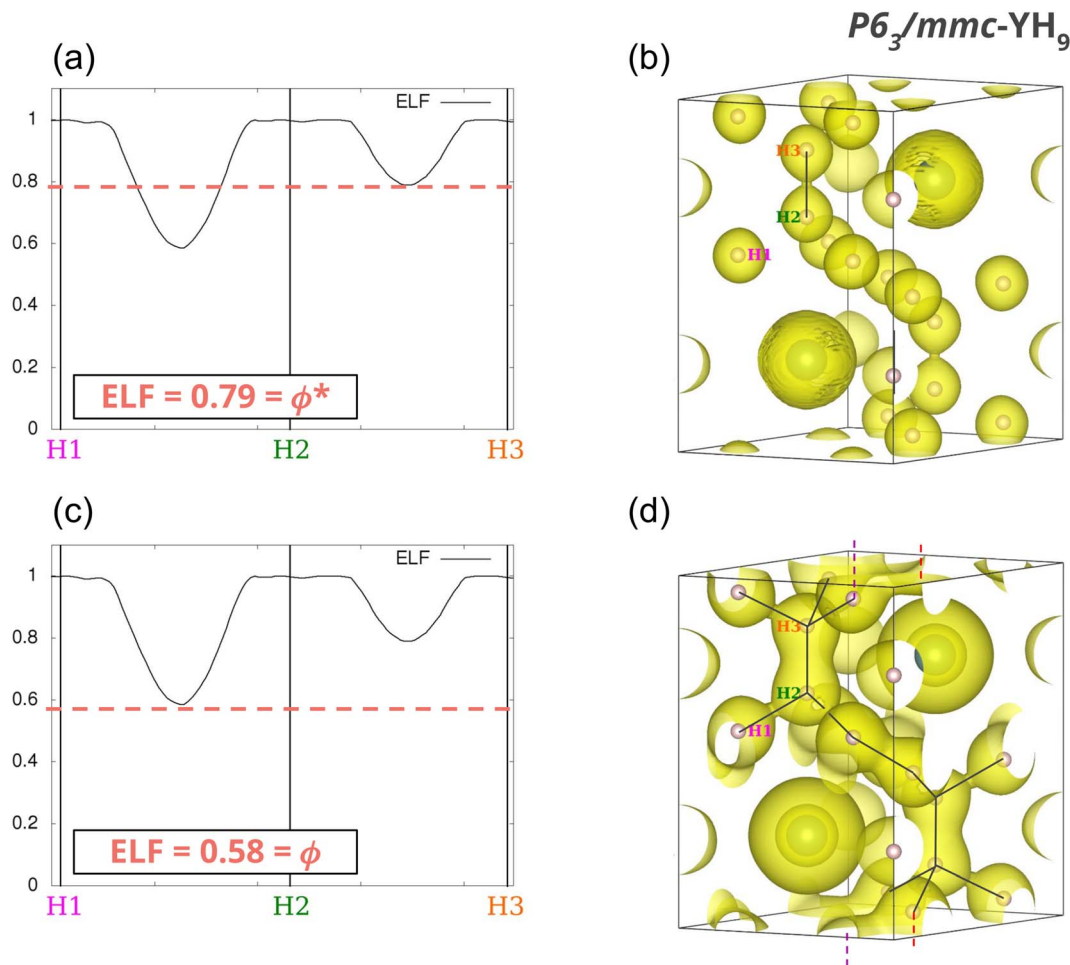 P6₃/mmc-YH₉
(a)
ELF
1
0.8
0.6
0.4
0.2
0
ELF = 0.79 = ϕ*
H1 H2 H3
(b)
H3
H2
H1
(c)
ELF
1
0.8
0.6
0.4
0.2
0
ELF = 0.58 = ϕ
H1 H2 H3
(d)
H3
H2
H1